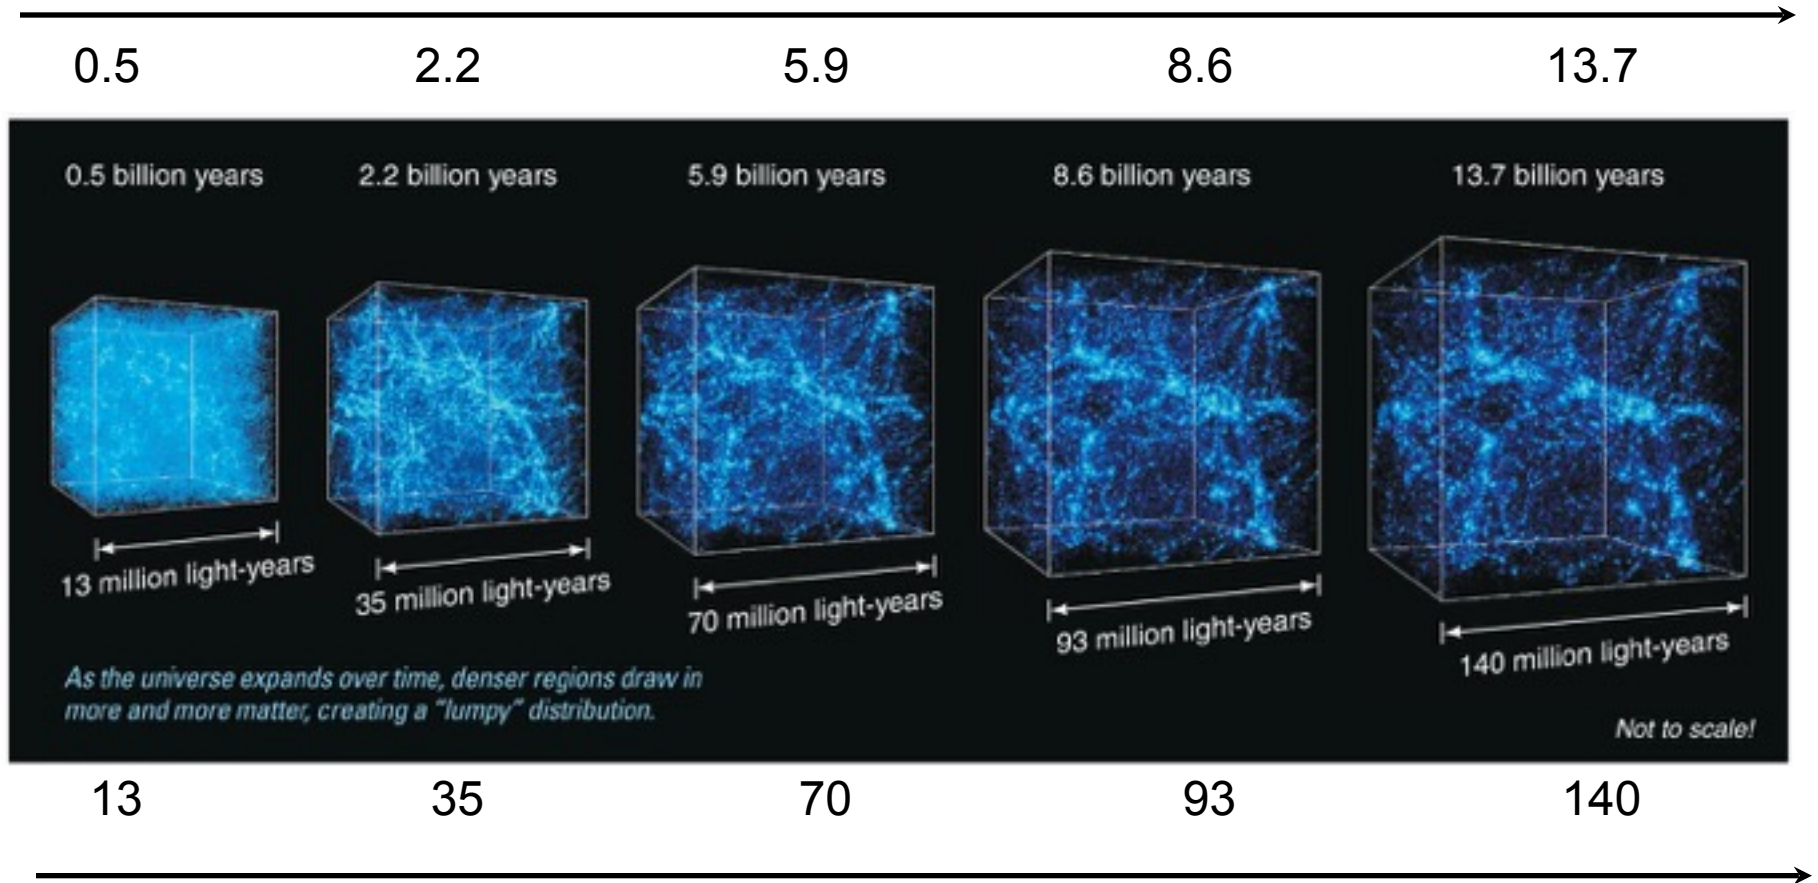 0.5 2.2 5.9 8.6 13.7
0.5 billion years 2.2 billion years 5.9 billion years 8.6 billion years 13.7 billion years
13 million light-years 35 million light-years 70 million light-years 93 million light-years 140 million light-years
As the universe expands over time, denser regions draw in
more and more matter, creating a “lumpy” distribution.
Not to scale!
13 35 70 93 140